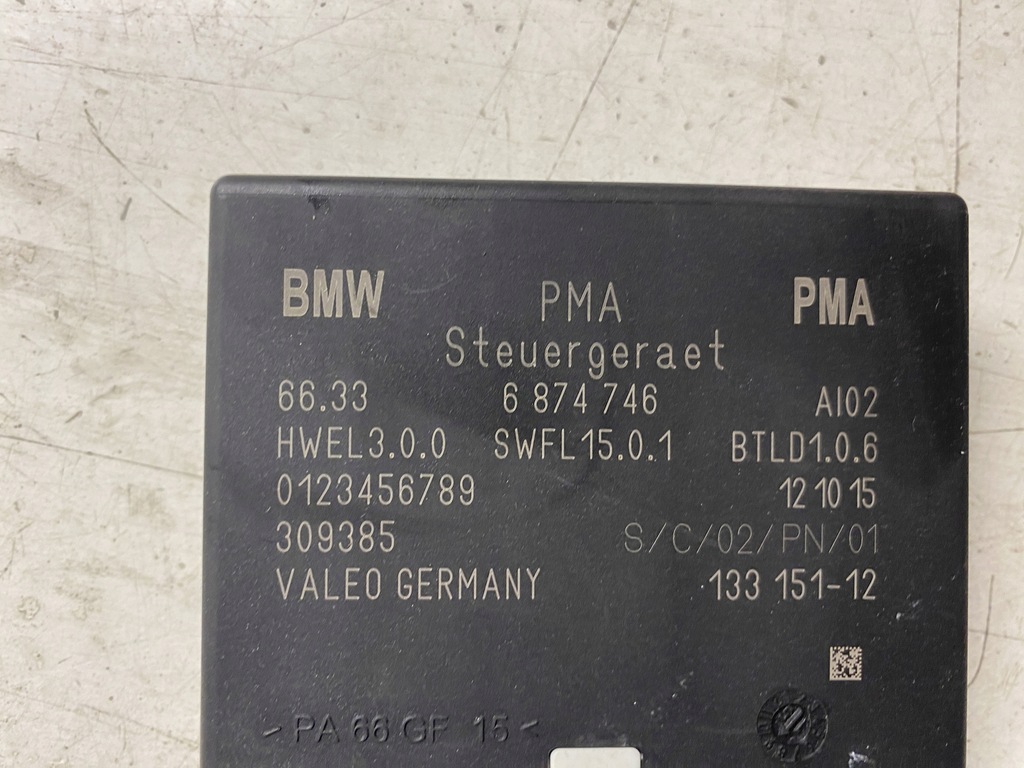 BMW PMA PMA
Steuergeraet
66.33 6 874 746 AI02
HWEL3.0.0 SWFL15.0.1 BTLD1.0.6
0123456789 12 10 15
309385 S/C/02/PN/01
VALEO GERMANY 133 151-12
>PA 66 GF 15<